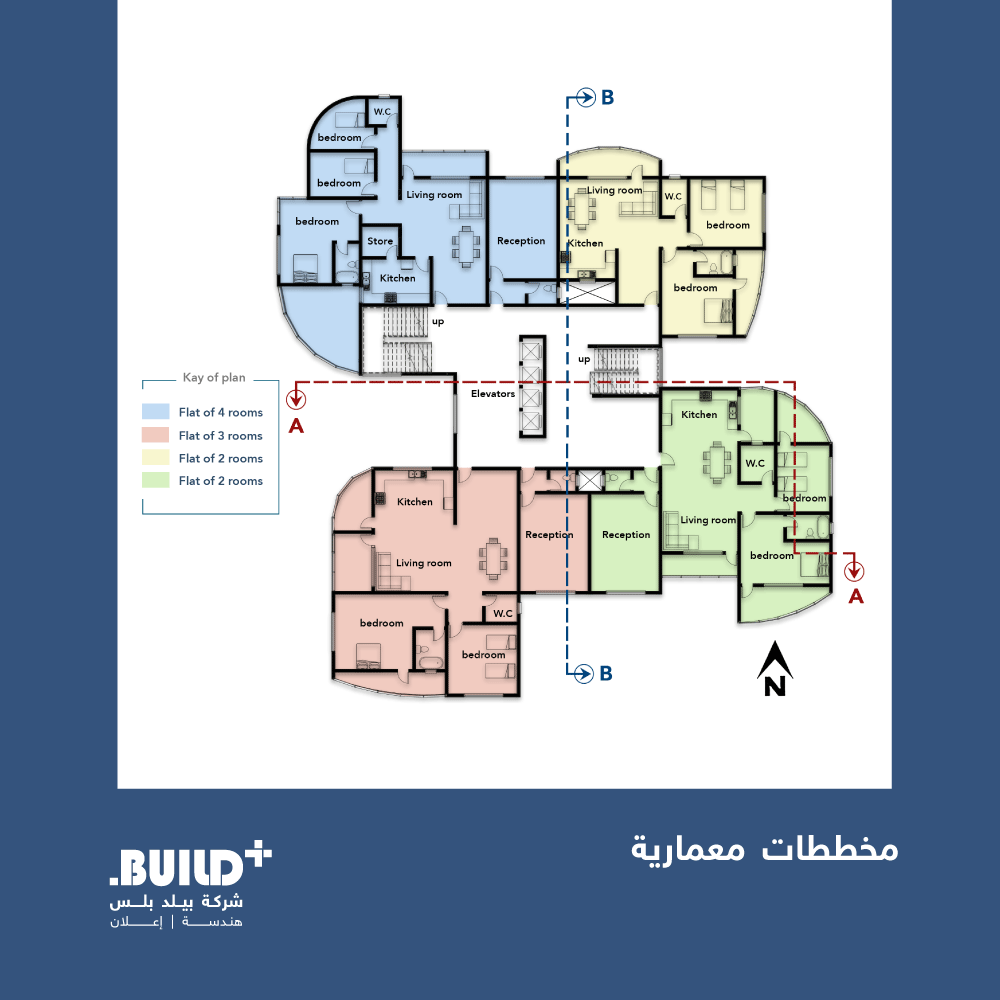 B
W.C
bedroom
bedroom
Living room
bedroom
Store
Kitchen
Reception
Living room
W.C
bedroom
Kitchen
bedroom
up
up
Elevators
Kay of plan
Flat of 4 rooms
Flat of 3 rooms
Flat of 2 rooms
Flat of 2 rooms
A
Kitchen
W.C
bedroom
Living room
bedroom
A
Kitchen
Reception
Reception
Living room
bedroom
W.C
bedroom
B
N
مخططات معمارية
.BUILD+
شركة بيلد بلس
هندسة | إعلان